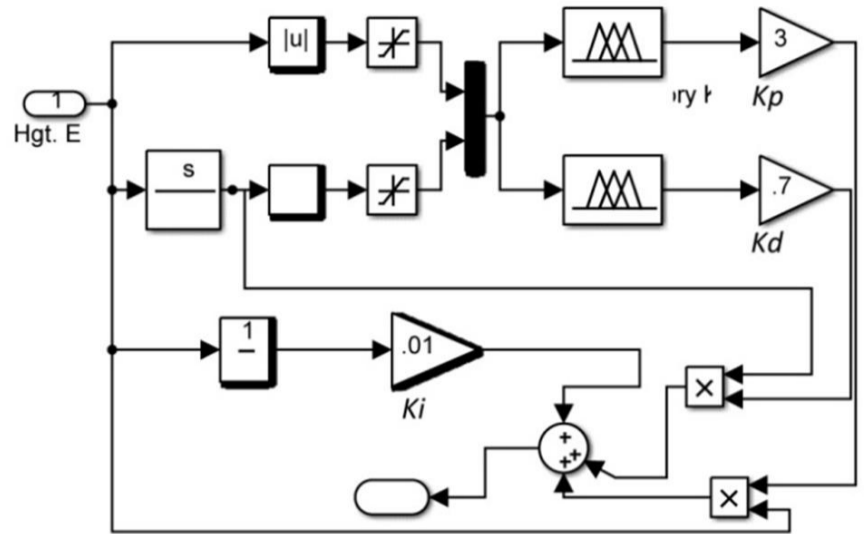 1
Hgt. E
|u|
3
Kp
s
.7
Kd
1
.01
Ki
×
+
+
+
×